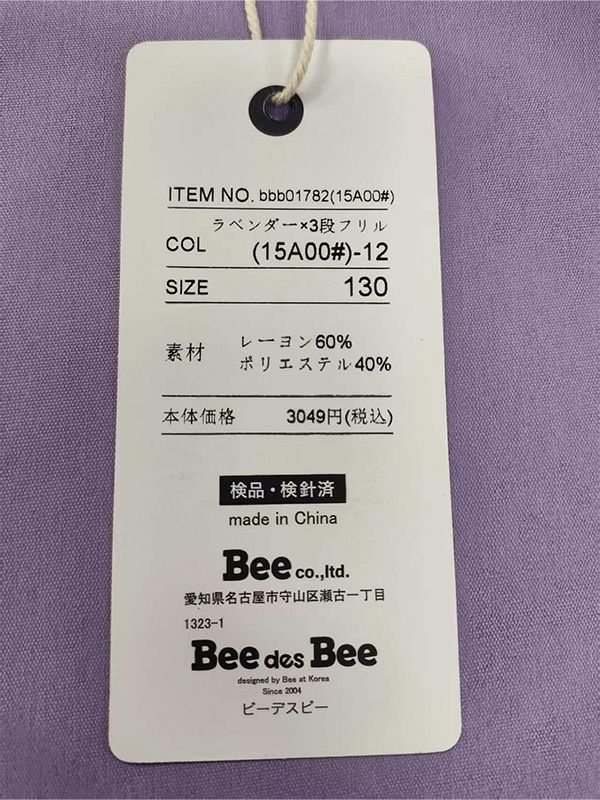 ITEM NO. bbb01782(15A00#)
ラベンダー×3段フリル
COL (15A00#)-12
SIZE 130
素材 レーヨン60%
ポリエステル40%
本体価格 3049円(税込)
検品・検針済
made in China
Bee co.,ltd.
愛知県名古屋市守山区瀬古一丁目
1323-1
Bee des Bee
designed by Bee at Korea
Since 2004
ビーデスビー